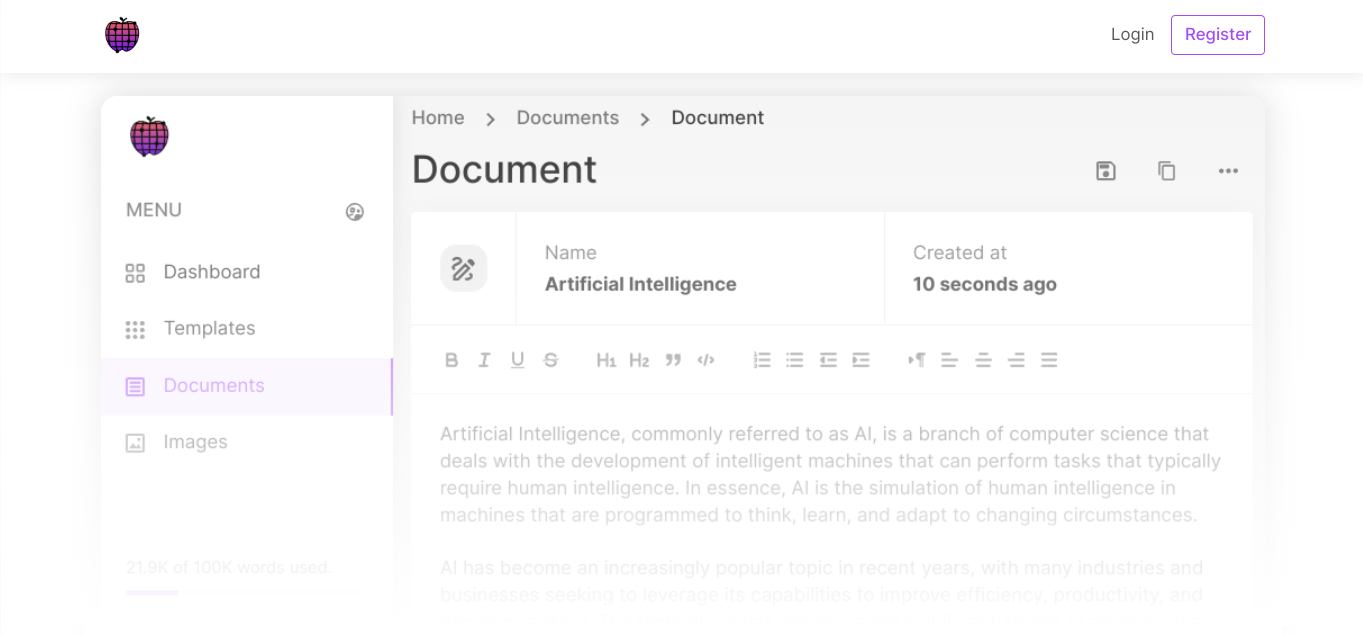 Login
Register
Home > Documents > Document
Document
MENU
Dashboard
Templates
Documents
Images
21.9K of 100K words used.
Name
Artificial Intelligence
Created at
10 seconds ago
B I U S H1 H2
Artificial Intelligence, commonly referred to as AI, is a branch of computer science that
deals with the development of intelligent machines that can perform tasks that typically
require human intelligence. In essence, AI is the simulation of human intelligence in
machines that are programmed to think, learn, and adapt to changing circumstances.
AI has become an increasingly popular topic in recent years, with many industries and
businesses seeking to leverage its capabilities to improve efficiency, productivity, and